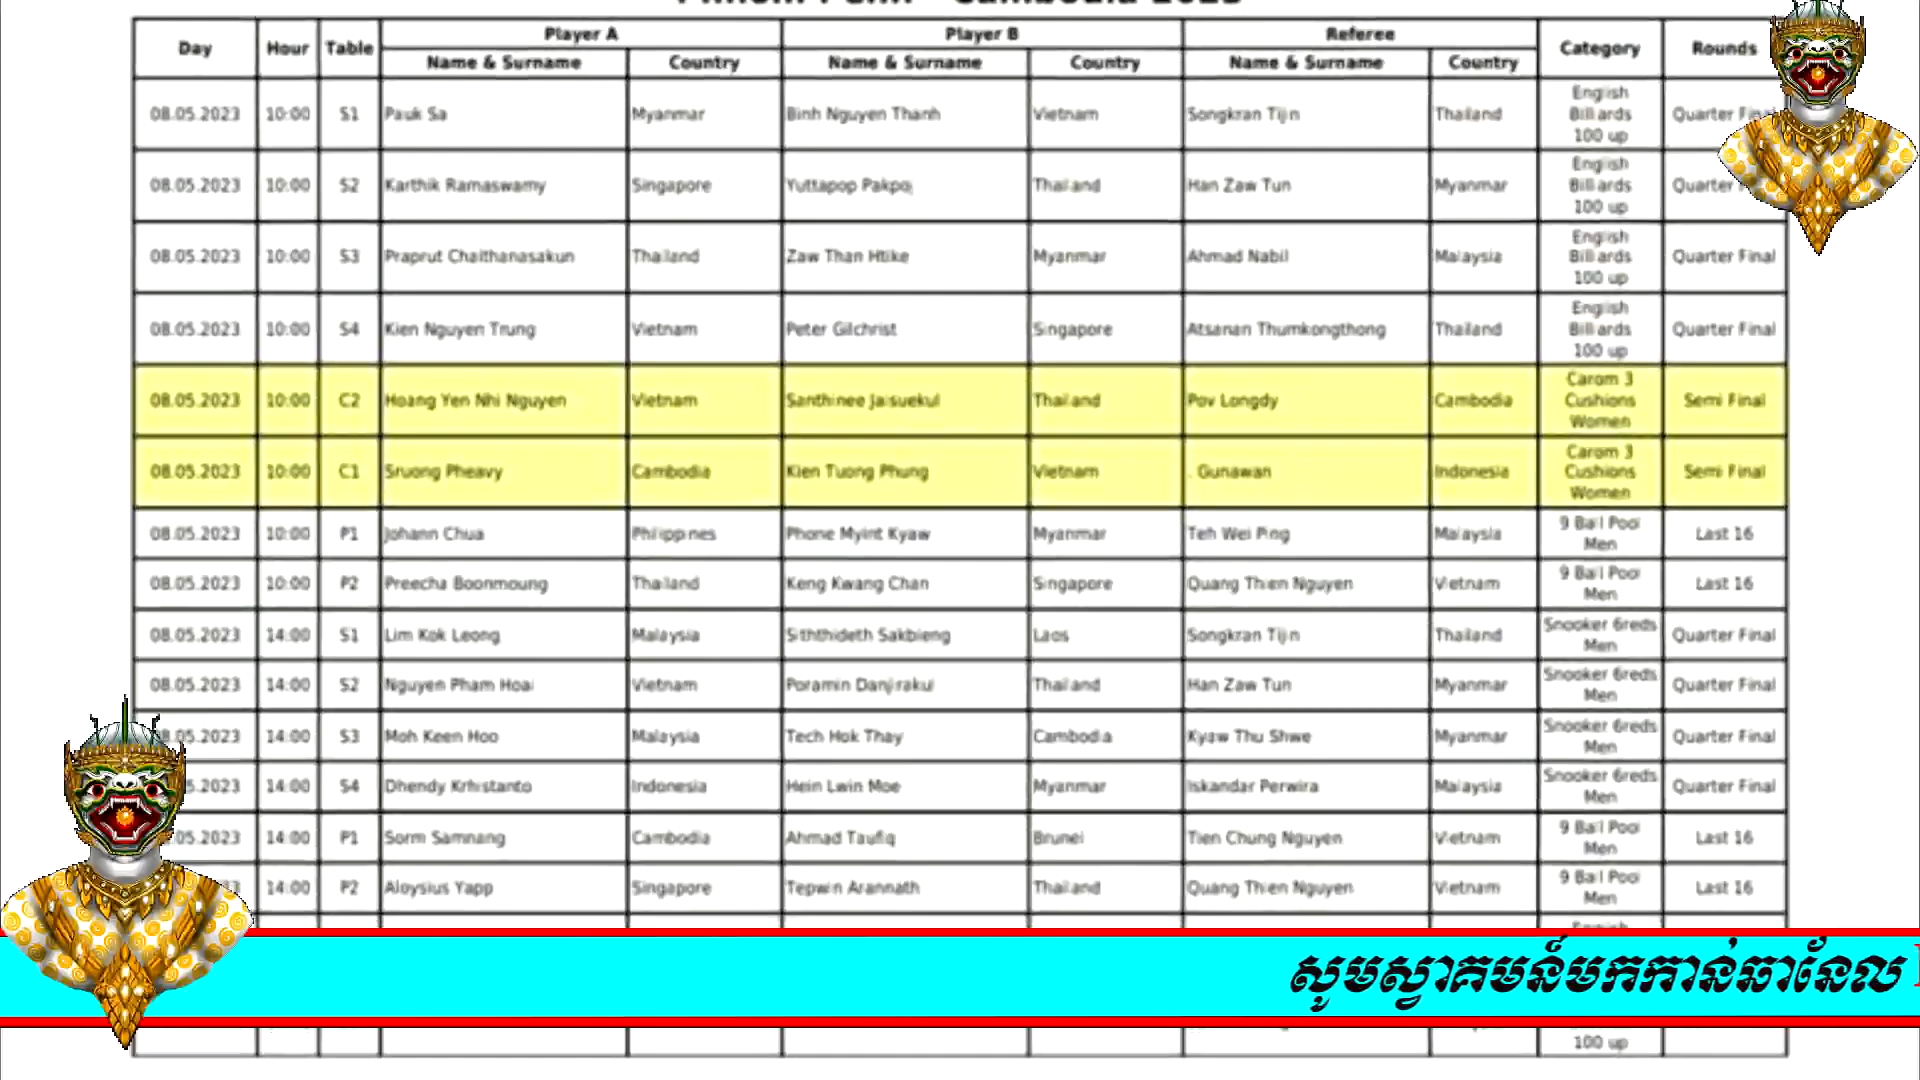 Cambodia 2023
Day Hour Table Player A Player B Referee Category Rounds
Name & Surname Country Name & Surname Country Name & Surname Country
08.05.2023 10:00 S1 Pauk Sa Myanmar Binh Nguyen Thanh Vietnam Songkran Tijin Thailand English Billiards 100 up Quarter Final
08.05.2023 10:00 S2 Karthik Ramaswamy Singapore Yuttapop Pakpoj Thailand Han Zaw Tun Myanmar English Billiards 100 up Quarter
08.05.2023 10:00 S3 Praprut Chaithanasakun Thailand Zaw Than Htike Myanmar Ahmad Nabil Malaysia English Billiards 100 up Quarter Final
08.05.2023 10:00 S4 Kien Nguyen Trung Vietnam Peter Gilchrist Singapore Atsanan Thumkongthong Thailand English Billiards 100 up Quarter Final
08.05.2023 10:00 C2 Hoang Yen Nhi Nguyen Vietnam Santhinee Jaisuekul Thailand Pov Longdy Cambodia Carom 3 Cushions Women Semi Final
08.05.2023 10:00 C1 Sruong Pheavy Cambodia Kien Tuong Phung Vietnam . Gunawan Indonesia Carom 3 Cushions Women Semi Final
08.05.2023 10:00 P1 Johann Chua Philippines Phone Myint Kyaw Myanmar Teh Wei Ping Malaysia 9 Ball Pool Men Last 16
08.05.2023 10:00 P2 Preecha Boonmoung Thailand Keng Kwang Chan Singapore Quang Thien Nguyen Vietnam 9 Ball Pool Men Last 16
08.05.2023 14:00 S1 Lim Kok Leong Malaysia Siththideth Sakbieng Laos Songkran Tijin Thailand Snooker 6reds Men Quarter Final
08.05.2023 14:00 S2 Nguyen Pham Hoai Vietnam Poramin Danjirakul Thailand Han Zaw Tun Myanmar Snooker 6reds Men Quarter Final
.05.2023 14:00 S3 Moh Keen Hoo Malaysia Tech Hok Thay Cambodia Kyaw Thu Shwe Myanmar Snooker 6reds Men Quarter Final
5.2023 14:00 S4 Dhendy Krhistanto Indonesia Hein Lwin Moe Myanmar Iskandar Perwira Malaysia Snooker 6reds Men Quarter Final
.05.2023 14:00 P1 Sorm Samnang Cambodia Ahmad Taufiq Brunei Tien Chung Nguyen Vietnam 9 Ball Pool Men Last 16
14:00 P2 Aloysius Yapp Singapore Tepwin Arannath Thailand Quang Thien Nguyen Vietnam 9 Ball Pool Men Last 16
សូមស្វាគមន៍មកកាន់ឆានែល
100 up